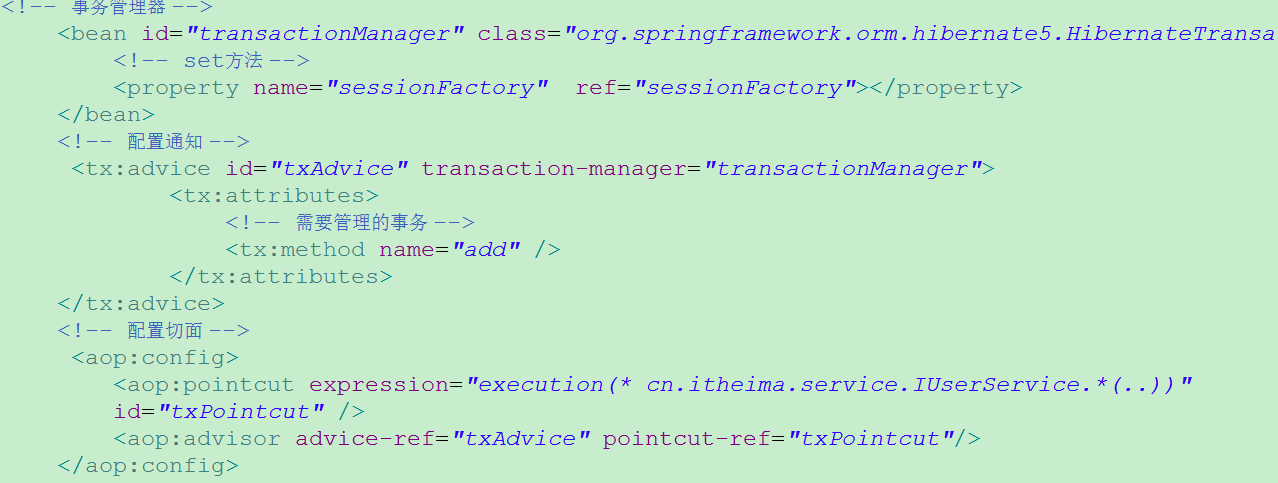 <!-- 事务管理器 -->
<bean id="transactionManager" class="org.springframework.orm.hibernate5.HibernateTransa
<!-- set方法 -->
<property name="sessionFactory"  ref="sessionFactory"></property>
</bean>
<!-- 配置通知 -->
<tx:advice id="txAdvice" transaction-manager="transactionManager">
<tx:attributes>
<!-- 需要管理的事务 -->
<tx:method name="add" />
</tx:attributes>
</tx:advice>
<!-- 配置切面 -->
<aop:config>
<aop:pointcut expression="execution(* cn.itheima.service.IUserService.*(..))"
id="txPointcut" />
<aop:advisor advice-ref="txAdvice" pointcut-ref="txPointcut"/>
</aop:config>